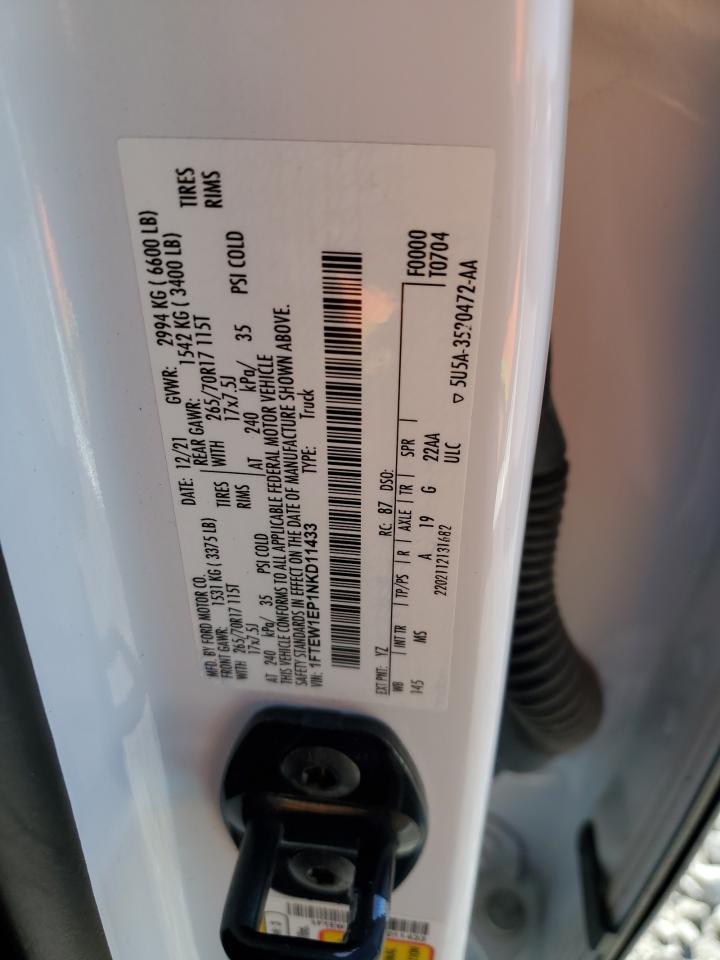 MFD. BY FORD MOTOR CO. DATE: 12/21 GVWR: 2994 KG ( 6600 LB)
FRONT GAWR: 1531 KG ( 3375 LB) REAR GAWR: 1542 KG ( 3400 LB)
WITH 265/70R17 115T TIRES WITH 265/70R17 115T TIRES
17x7.5J RIMS 17x7.5J RIMS
AT 240 kPa/ 35 PSI COLD AT 240 kPa/ 35 PSI COLD
THIS VEHICLE CONFORMS TO ALL APPLICABLE FEDERAL MOTOR VEHICLE
SAFETY STANDARDS IN EFFECT ON THE DATE OF MANUFACTURE SHOWN ABOVE.
VIN: 1FTEW1EP1NKD11433 TYPE: Truck
EXT PNT: YZ RC: 87 DSO: F0000
WB INT TR TP/PS R AXLE TR SPR T0704
145 MS A 19 G 22AA
2202112131682 ULC ▽ 5U5A-3520472-AA